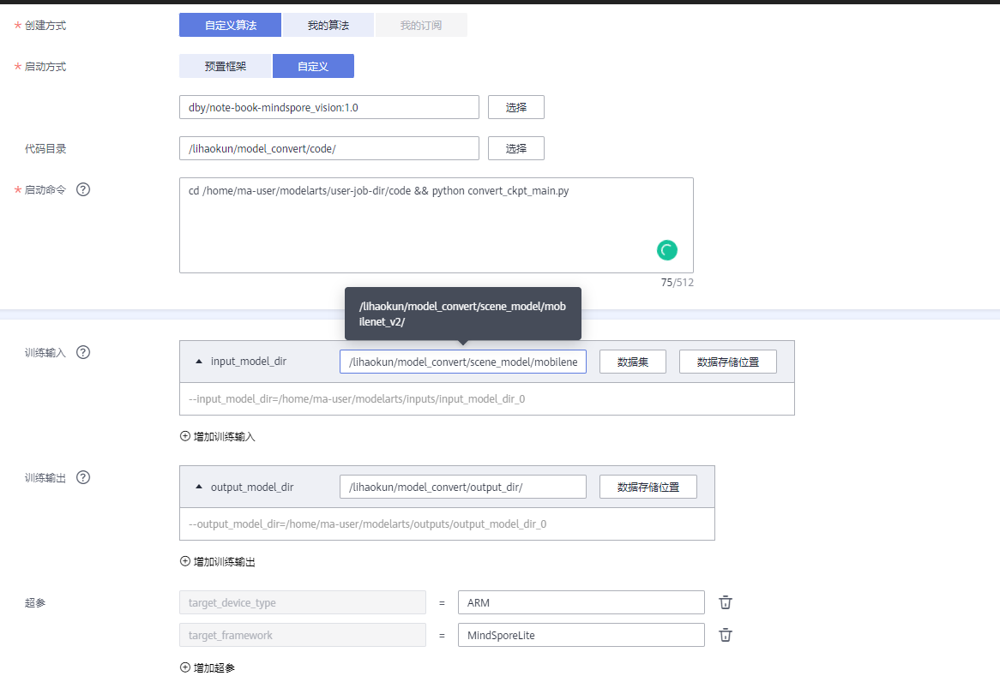 * 创建方式 自定义算法 我的算法 我的订阅
* 启动方式 预置框架 自定义
dby/note-book-mindspore_vision:1.0 选择
代码目录 /lihaokun/model_convert/code/ 选择
* 启动命令 ? cd /home/ma-user/modelarts/user-job-dir/code && python convert_ckpt_main.py
75/512
/lihaokun/model_convert/scene_model/mob
ilenet_v2/
训练输入 ? input_model_dir /lihaokun/model_convert/scene_model/mobilene 数据集 数据存储位置
--input_model_dir=/home/ma-user/modelarts/inputs/input_model_dir_0
增加训练输入
训练输出 ? output_model_dir /lihaokun/model_convert/output_dir/ 数据存储位置
--output_model_dir=/home/ma-user/modelarts/outputs/output_model_dir_0
增加训练输出
超参 target_device_type = ARM
target_framework = MindSporeLite
增加超参